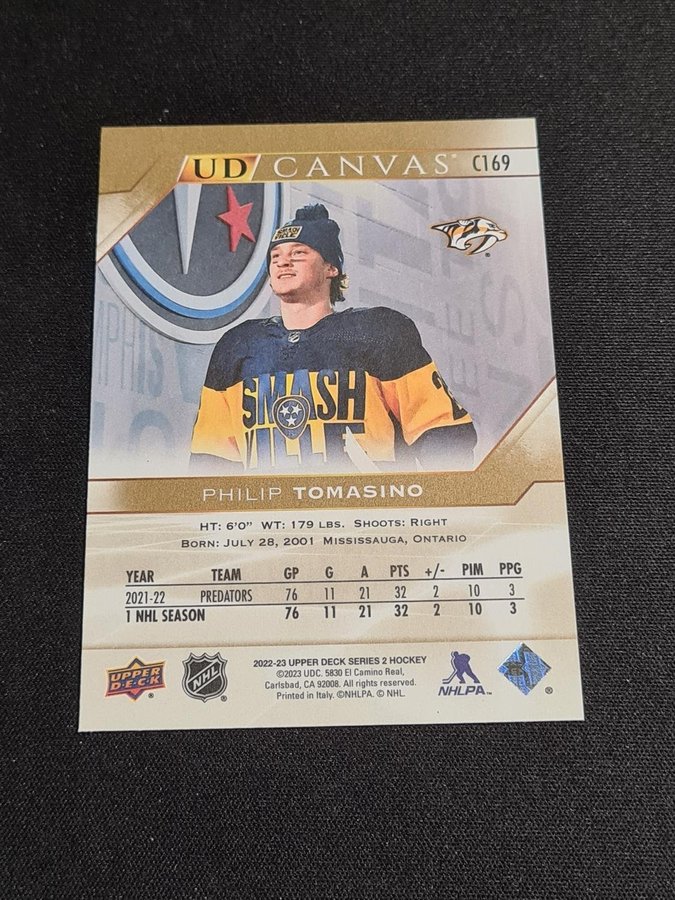 UD CANVAS C169
SMASH
VILLE
PHILIP TOMASINO
HT: 6'0" WT: 179 LBS. SHOOTS: RIGHT
BORN: JULY 28, 2001 MISSISSAUGA, ONTARIO
YEAR TEAM GP G A PTS +/- PIM PPG
2021-22 PREDATORS 76 11 21 32 2 10 3
1 NHL SEASON 76 11 21 32 2 10 3
2022-23 UPPER DECK SERIES 2 HOCKEY
©2023 UDC. 5830 El Camino Real,
Carlsbad, CA 92008. All rights reserved.
Printed in Italy. ©NHLPA. © NHL.
UPPER DECK ®
NHL ®
NHLPA™
®